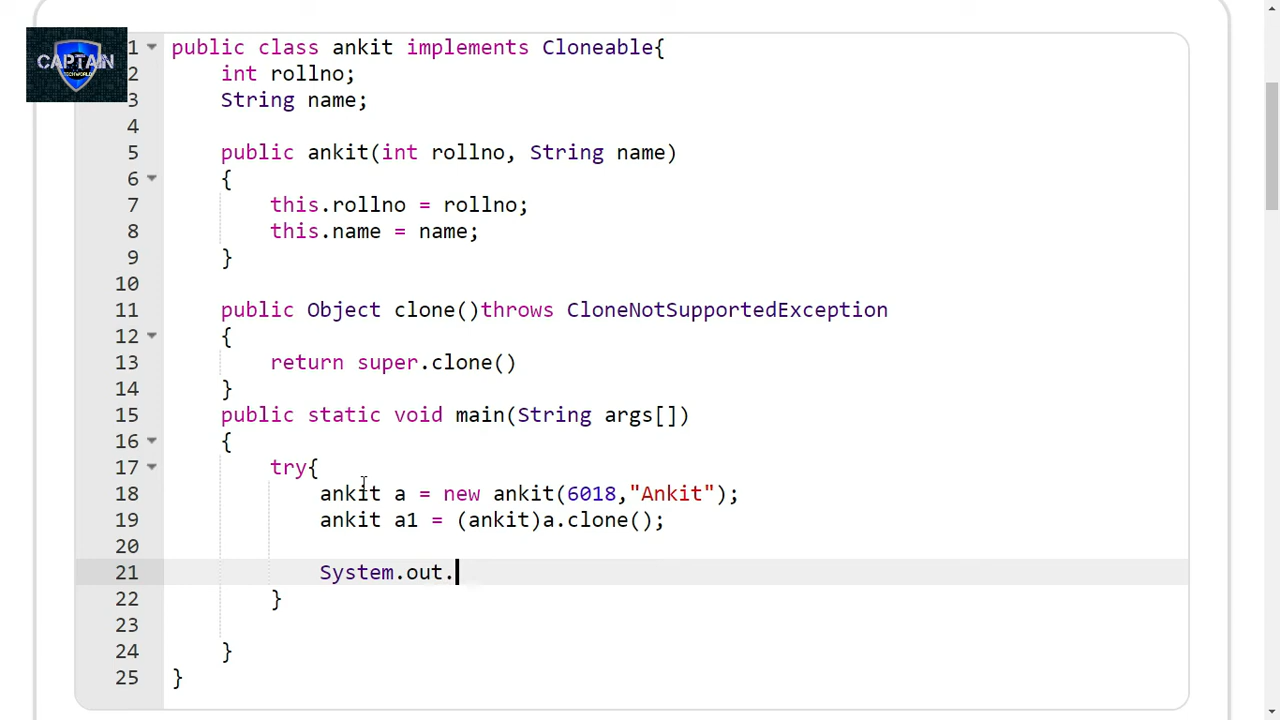 CAPTAIN
TECHWORLD
1 public class ankit implements Cloneable{
2     int rollno;
3     String name;
4
5     public ankit(int rollno, String name)
6     {
7         this.rollno = rollno;
8         this.name = name;
9     }
10
11     public Object clone()throws CloneNotSupportedException
12     {
13         return super.clone()
14     }
15     public static void main(String args[])
16     {
17         try{
18             ankit a = new ankit(6018,"Ankit");
19             ankit a1 = (ankit)a.clone();
20
21             System.out.
22         }
23
24     }
25 }